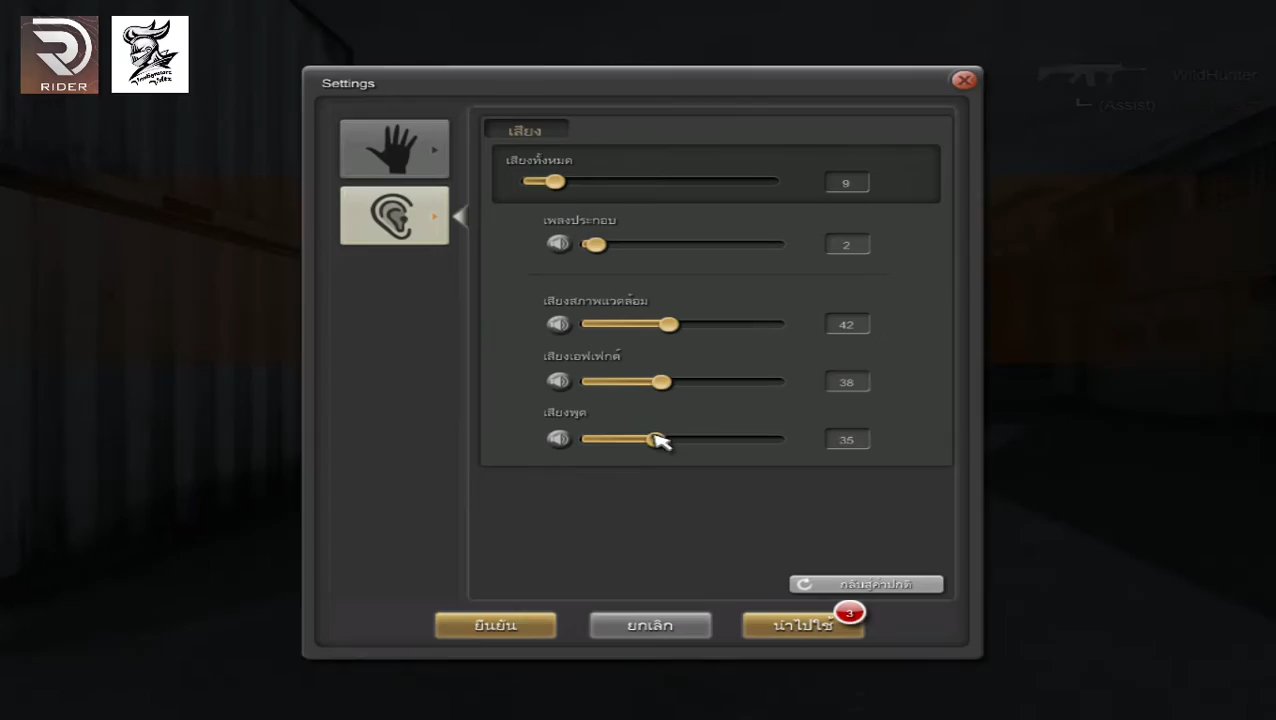 RIDER
Settings
WildHunter
(Assist)
เสียง
เสียงทั้งหมด
9
เพลงประกอบ
2
เสียงสภาพแวดล้อม
42
เสียงเอฟเฟกต์
38
เสียงพูด
35
กลับสู่ค่าปกติ
3
ยืนยัน
ยกเลิก
นำไปใช้